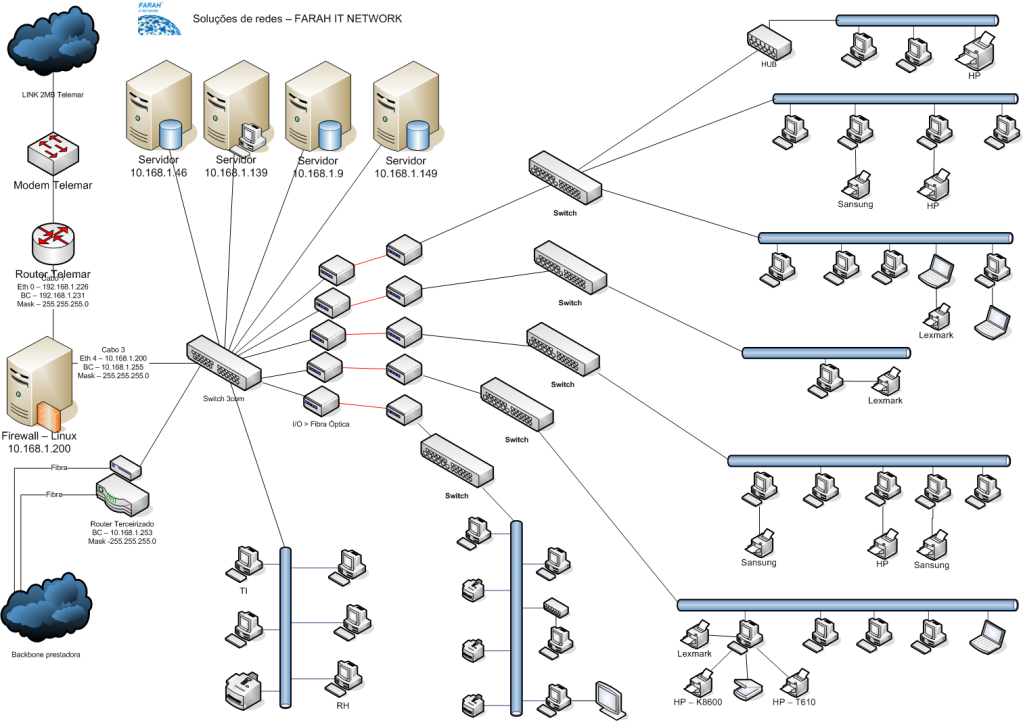 FARAH
IT NETWORK
Soluções de redes – FARAH IT NETWORK
LINK 2MB Telemar
Modem Telemar
Router Telemar
Cabo
Eth 0 – 192.168.1.226
BC – 192.168.1.231
Mask – 255.255.255.0
Cabo 3
Eth 4 – 10.168.1.200
BC – 10.168.1.255
Mask – 255.255.255.0
Firewall – Linux
10.168.1.200
Fibra
Fibra
Router Terceirizado
BC – 10.168.1.253
Mask -255.255.255.0
Backbone prestadora
Servidor
10.168.1.46
Servidor
10.168.1.139
Servidor
10.168.1.9
Servidor
10.168.1.149
Switch 3com
I/O > Fibra Óptica
Switch
Switch
Switch
Switch
Switch
HUB
HP
Sansung
HP
Lexmark
Lexmark
Sansung
HP
Sansung
Lexmark
HP – K8600
HP – T610
TI
RH